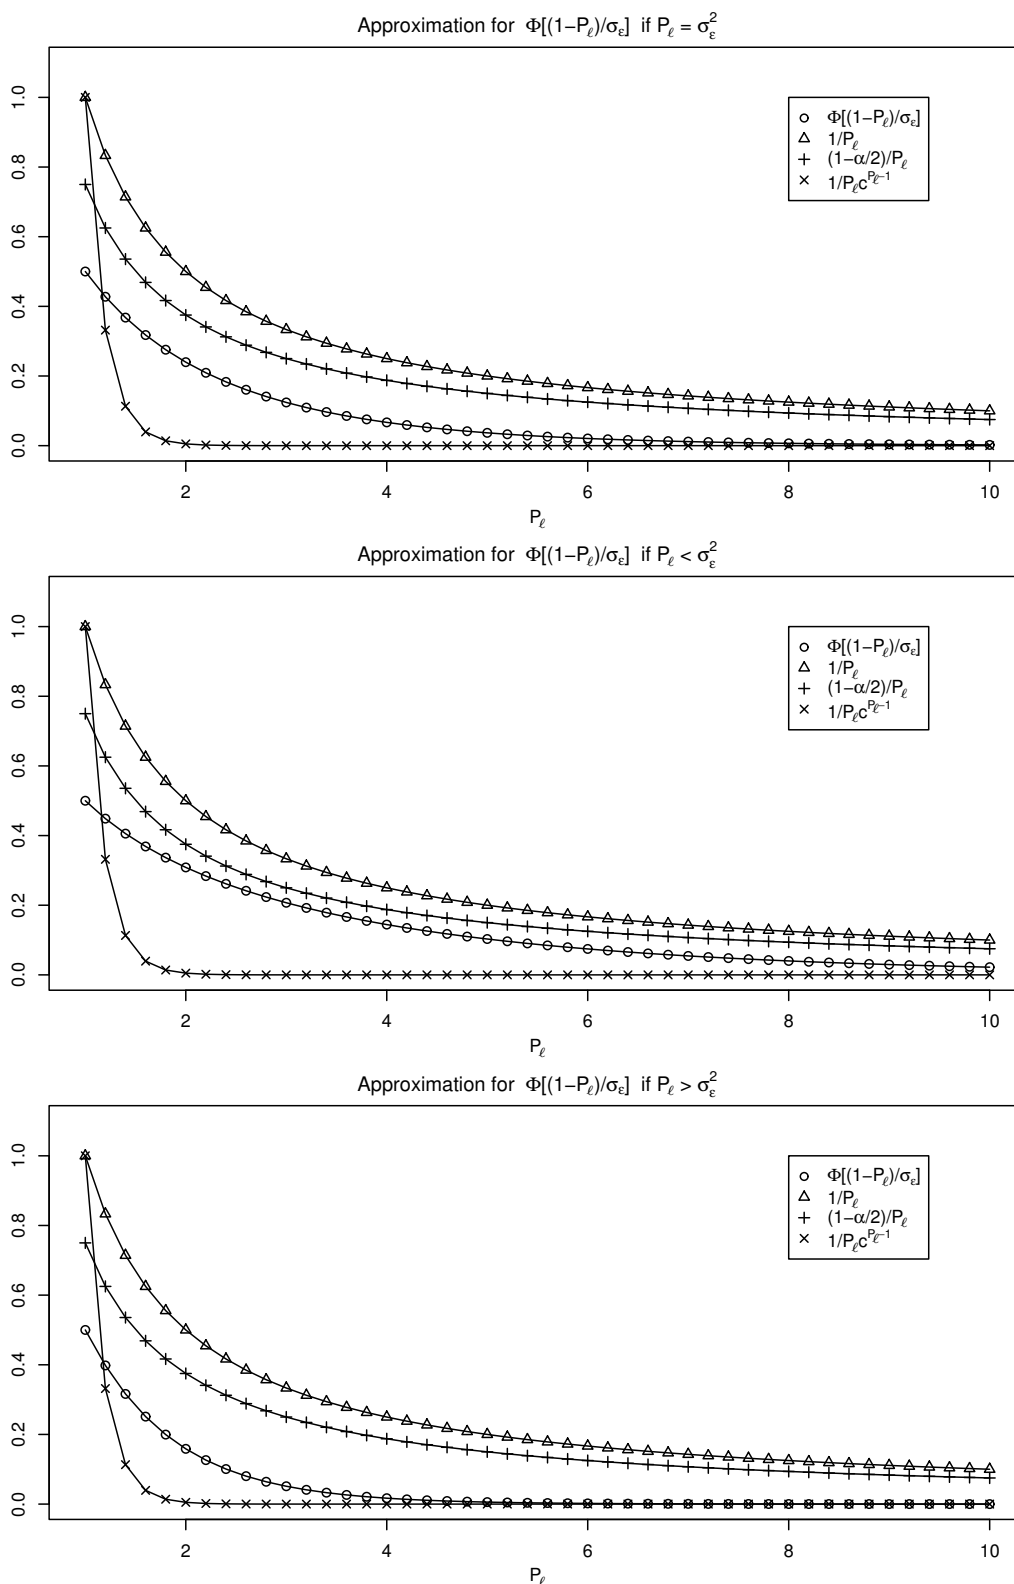 Approximation for Φ[(1−Pℓ)/σε] if Pℓ = σε²
1.0
0.8
0.6
0.4
0.2
0.0
Φ[(1−Pℓ)/σε]
1/Pℓ
(1−α/2)/Pℓ
1/Pℓc^Pℓ−1
2 4 6 8 10
Pℓ
Approximation for Φ[(1−Pℓ)/σε] if Pℓ < σε²
1.0
0.8
0.6
0.4
0.2
0.0
Φ[(1−Pℓ)/σε]
1/Pℓ
(1−α/2)/Pℓ
1/Pℓc^Pℓ−1
2 4 6 8 10
Pℓ
Approximation for Φ[(1−Pℓ)/σε] if Pℓ > σε²
1.0
0.8
0.6
0.4
0.2
0.0
Φ[(1−Pℓ)/σε]
1/Pℓ
(1−α/2)/Pℓ
1/Pℓc^Pℓ−1
2 4 6 8 10
Pℓ